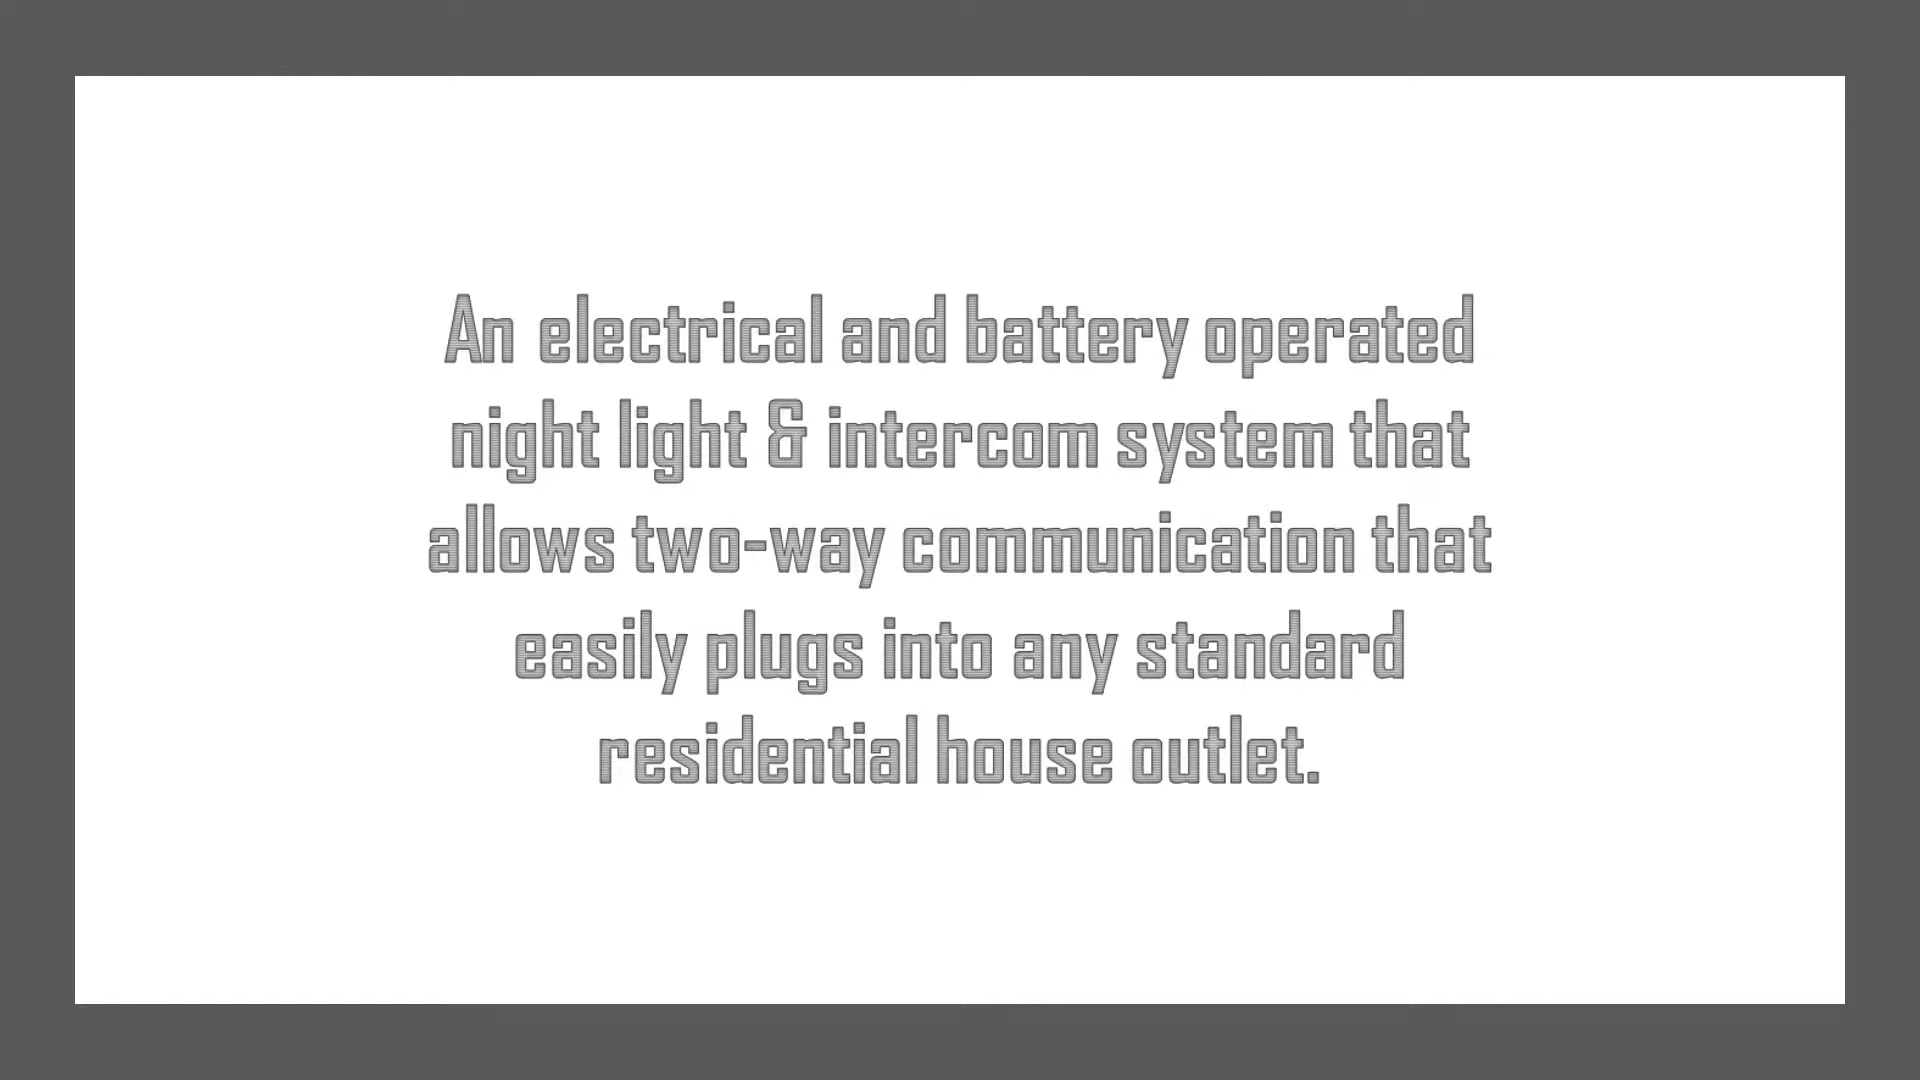 An electrical and battery operated
night light & intercom system that
allows two-way communication that
easily plugs into any standard
residential house outlet.